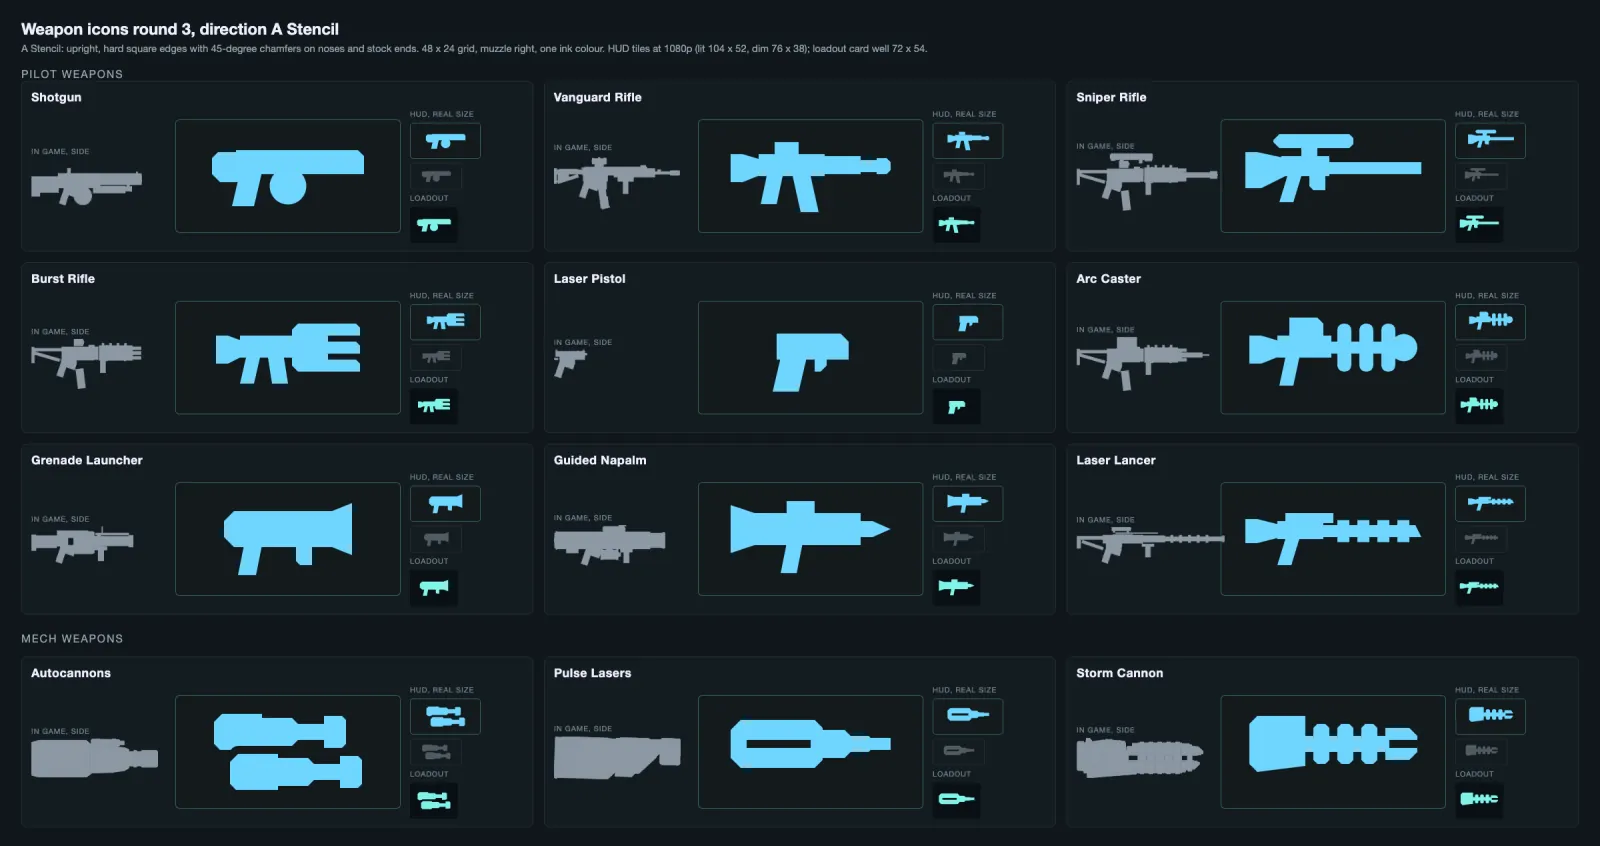 Weapon icons round 3, direction A Stencil
A Stencil: upright, hard square edges with 45-degree chamfers on noses and stock ends. 48 x 24 grid, muzzle right, one ink colour. HUD tiles at 1080p (lit 104 x 52, dim 76 x 38); loadout card well 72 x 54.
PILOT WEAPONS
Shotgun
IN GAME, SIDE
HUD, REAL SIZE
LOADOUT
Vanguard Rifle
IN GAME, SIDE
HUD, REAL SIZE
LOADOUT
Sniper Rifle
IN GAME, SIDE
HUD, REAL SIZE
LOADOUT
Burst Rifle
IN GAME, SIDE
HUD, REAL SIZE
LOADOUT
Laser Pistol
IN GAME, SIDE
HUD, REAL SIZE
LOADOUT
Arc Caster
IN GAME, SIDE
HUD, REAL SIZE
LOADOUT
Grenade Launcher
IN GAME, SIDE
HUD, REAL SIZE
LOADOUT
Guided Napalm
IN GAME, SIDE
HUD, REAL SIZE
LOADOUT
Laser Lancer
IN GAME, SIDE
HUD, REAL SIZE
LOADOUT
MECH WEAPONS
Autocannons
IN GAME, SIDE
HUD, REAL SIZE
LOADOUT
Pulse Lasers
IN GAME, SIDE
HUD, REAL SIZE
LOADOUT
Storm Cannon
IN GAME, SIDE
HUD, REAL SIZE
LOADOUT